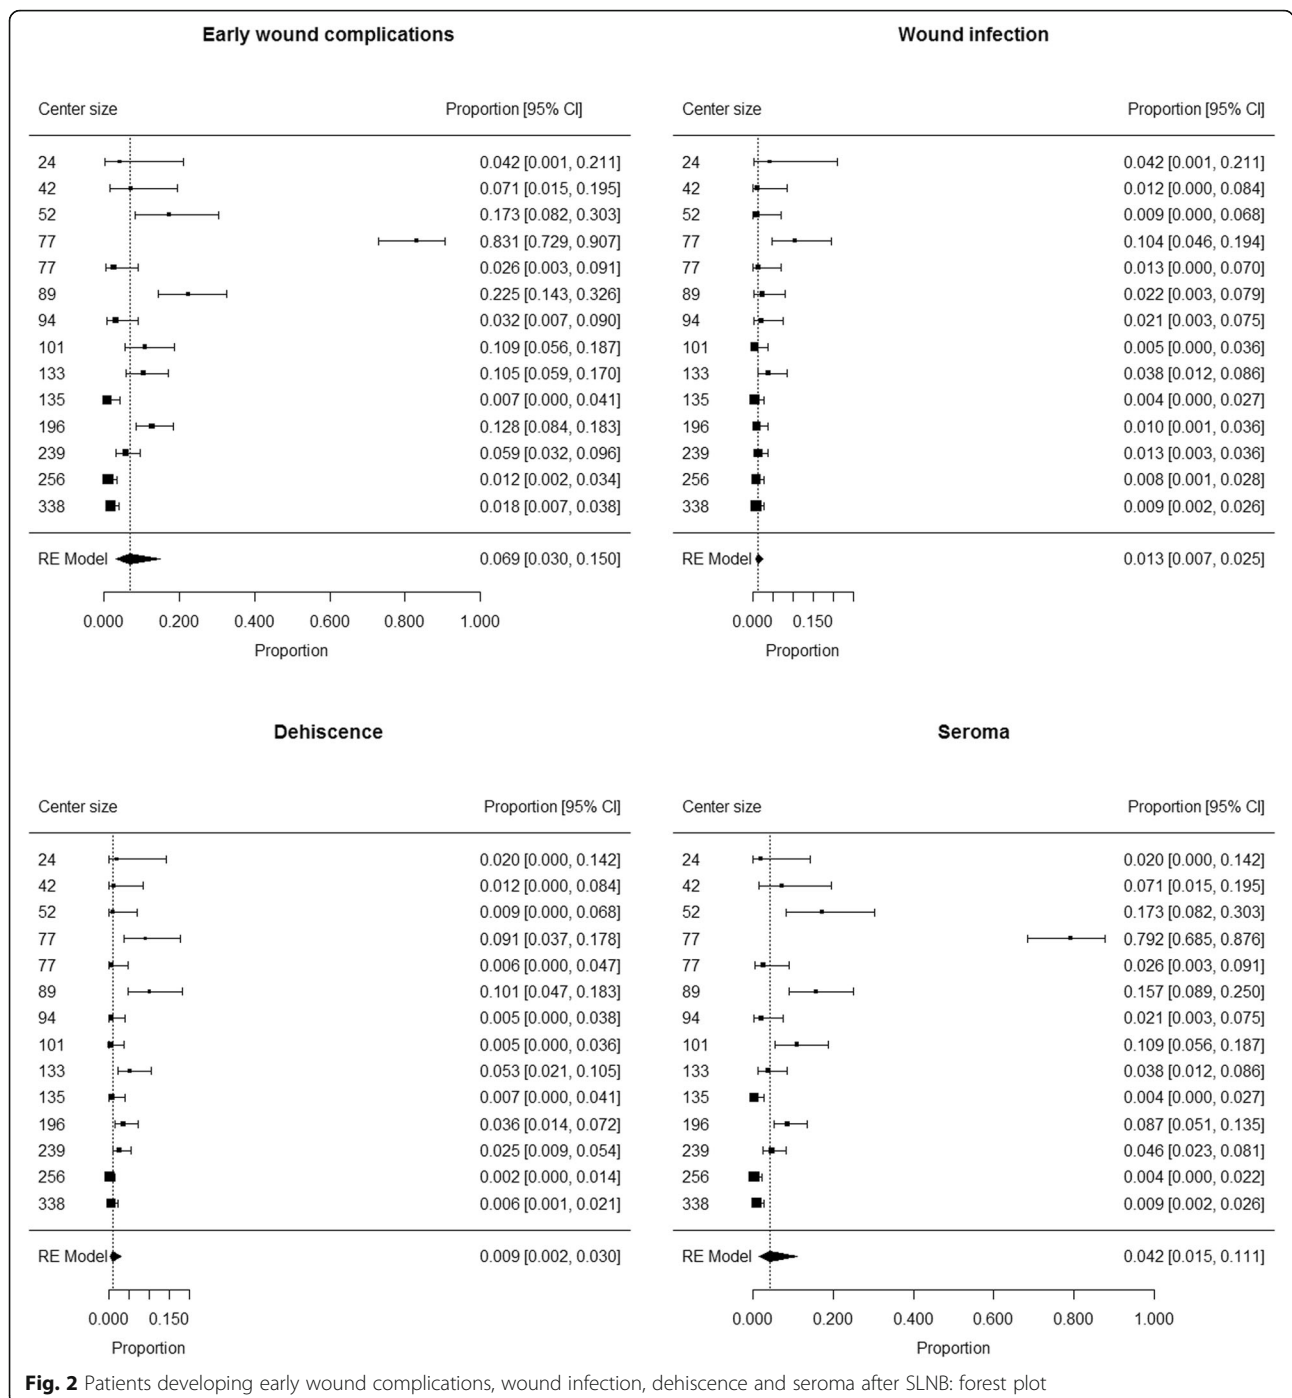 Early wound complications
Center size Proportion [95% CI]
24 0.042 [0.001, 0.211]
42 0.071 [0.015, 0.195]
52 0.173 [0.082, 0.303]
77 0.831 [0.729, 0.907]
77 0.026 [0.003, 0.091]
89 0.225 [0.143, 0.326]
94 0.032 [0.007, 0.090]
101 0.109 [0.056, 0.187]
133 0.105 [0.059, 0.170]
135 0.007 [0.000, 0.041]
196 0.128 [0.084, 0.183]
239 0.059 [0.032, 0.096]
256 0.012 [0.002, 0.034]
338 0.018 [0.007, 0.038]
RE Model 0.069 [0.030, 0.150]
0.000 0.200 0.400 0.600 0.800 1.000
Proportion
Wound infection
Center size Proportion [95% CI]
24 0.042 [0.001, 0.211]
42 0.012 [0.000, 0.084]
52 0.009 [0.000, 0.068]
77 0.104 [0.046, 0.194]
77 0.013 [0.000, 0.070]
89 0.022 [0.003, 0.079]
94 0.021 [0.003, 0.075]
101 0.005 [0.000, 0.036]
133 0.038 [0.012, 0.086]
135 0.004 [0.000, 0.027]
196 0.010 [0.001, 0.036]
239 0.013 [0.003, 0.036]
256 0.008 [0.001, 0.028]
338 0.009 [0.002, 0.026]
RE Model 0.013 [0.007, 0.025]
0.000 0.150
Proportion
Dehiscence
Center size Proportion [95% CI]
24 0.020 [0.000, 0.142]
42 0.012 [0.000, 0.084]
52 0.009 [0.000, 0.068]
77 0.091 [0.037, 0.178]
77 0.006 [0.000, 0.047]
89 0.101 [0.047, 0.183]
94 0.005 [0.000, 0.038]
101 0.005 [0.000, 0.036]
133 0.053 [0.021, 0.105]
135 0.007 [0.000, 0.041]
196 0.036 [0.014, 0.072]
239 0.025 [0.009, 0.054]
256 0.002 [0.000, 0.014]
338 0.006 [0.001, 0.021]
RE Model 0.009 [0.002, 0.030]
0.000 0.150
Proportion
Seroma
Center size Proportion [95% CI]
24 0.020 [0.000, 0.142]
42 0.071 [0.015, 0.195]
52 0.173 [0.082, 0.303]
77 0.792 [0.685, 0.876]
77 0.026 [0.003, 0.091]
89 0.157 [0.089, 0.250]
94 0.021 [0.003, 0.075]
101 0.109 [0.056, 0.187]
133 0.038 [0.012, 0.086]
135 0.004 [0.000, 0.027]
196 0.087 [0.051, 0.135]
239 0.046 [0.023, 0.081]
256 0.004 [0.000, 0.022]
338 0.009 [0.002, 0.026]
RE Model 0.042 [0.015, 0.111]
0.000 0.200 0.400 0.600 0.800 1.000
Proportion
Fig. 2 Patients developing early wound complications, wound infection, dehiscence and seroma after SLNB: forest plot